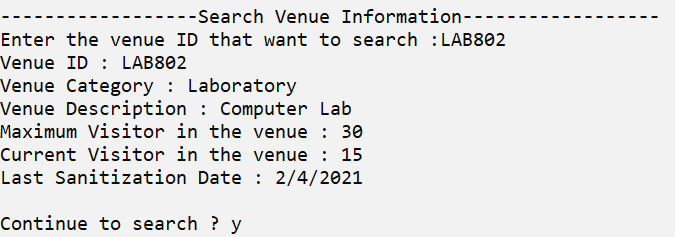 ------------------Search Venue Information------------------
Enter the venue ID that want to search :LAB802
Venue ID : LAB802
Venue Category : Laboratory
Venue Description : Computer Lab
Maximum Visitor in the venue : 30
Current Visitor in the venue : 15
Last Sanitization Date : 2/4/2021
Continue to search ? y